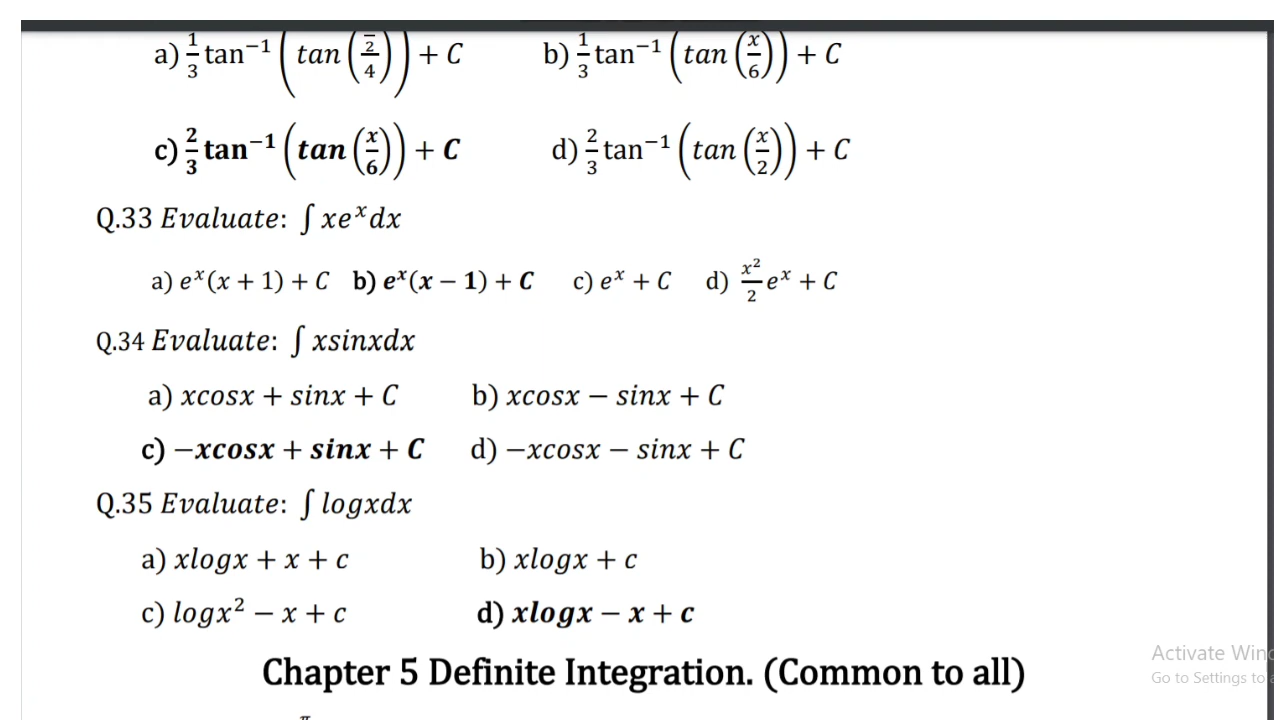 a) 1/3 tan⁻¹ (tan (2/4)) + C b) 1/3 tan⁻¹ (tan (x/6)) + C
c) 2/3 tan⁻¹ (tan (x/6)) + C d) 2/3 tan⁻¹ (tan (x/2)) + C
Q.33 Evaluate: ∫ xeˣdx
a) eˣ(x + 1) + C b) eˣ(x − 1) + C c) eˣ + C d) x²/2 eˣ + C
Q.34 Evaluate: ∫ xsinxdx
a) xcosx + sinx + C b) xcosx − sinx + C
c) −xcosx + sinx + C d) −xcosx − sinx + C
Q.35 Evaluate: ∫ logxdx
a) xlogx + x + c b) xlogx + c
c) logx² − x + c d) xlogx − x + c
Chapter 5 Definite Integration. (Common to all)
Activate Win
Go to Settings to